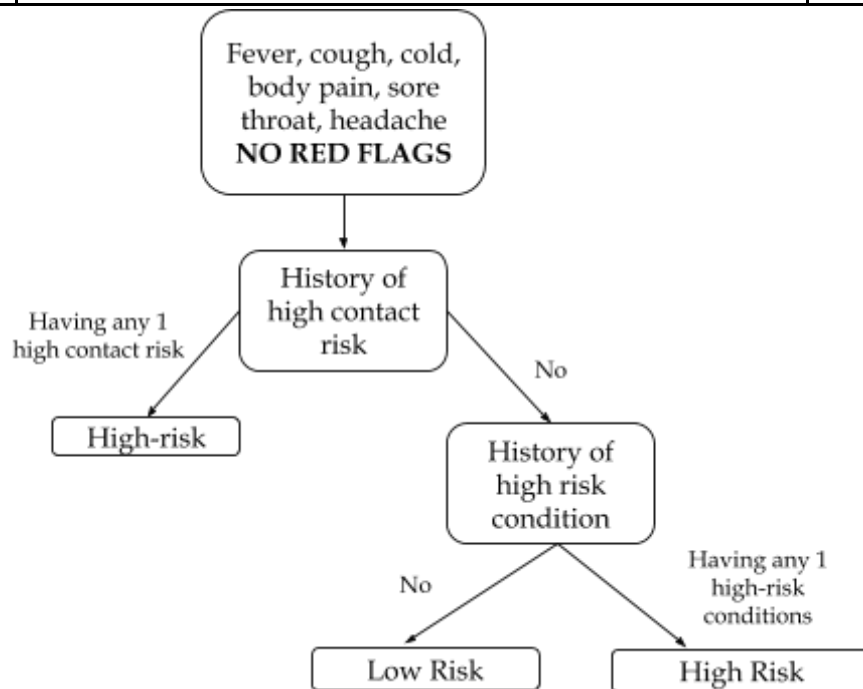 Fever, cough, cold,
body pain, sore
throat, headache
NO RED FLAGS
History of
high contact
risk
Having any 1
high contact risk
No
High-risk
History of
high risk
condition
No
Having any 1
high-risk
conditions
Low Risk
High Risk